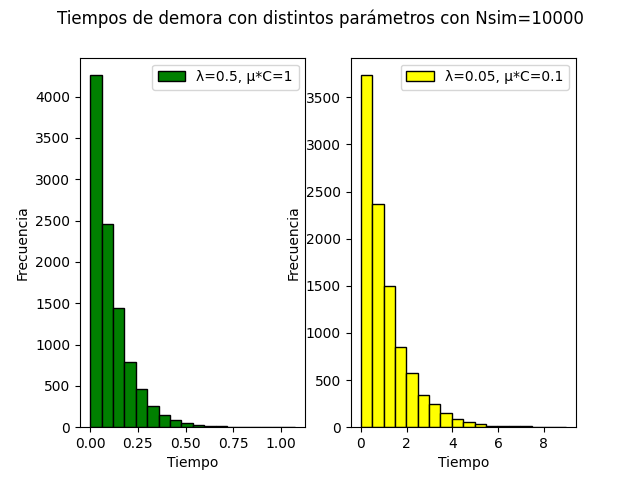 Tiempos de demora con distintos parámetros con Nsim=10000
λ=0.5, μ*C=1
4000
3500
3000
2500
2000
1500
1000
500
0
Frecuencia
0.00 0.25 0.50 0.75 1.00
Tiempo
λ=0.05, μ*C=0.1
3500
3000
2500
2000
1500
1000
500
0
Frecuencia
0 2 4 6 8
Tiempo